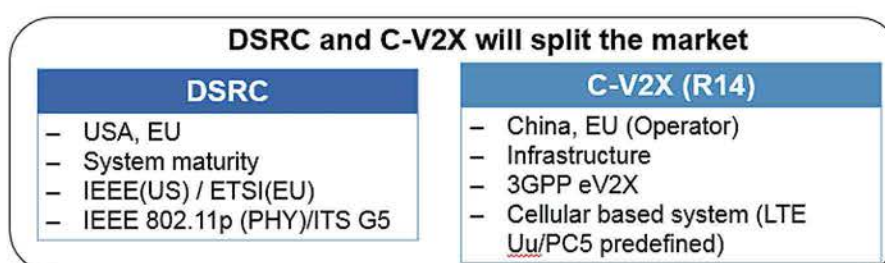 DSRC and C-V2X will split the market
DSRC
– USA, EU
– System maturity
– IEEE(US) / ETSI(EU)
– IEEE 802.11p (PHY)/ITS G5
C-V2X (R14)
– China, EU (Operator)
– Infrastructure
– 3GPP eV2X
– Cellular based system (LTE
Uu/PC5 predefined)